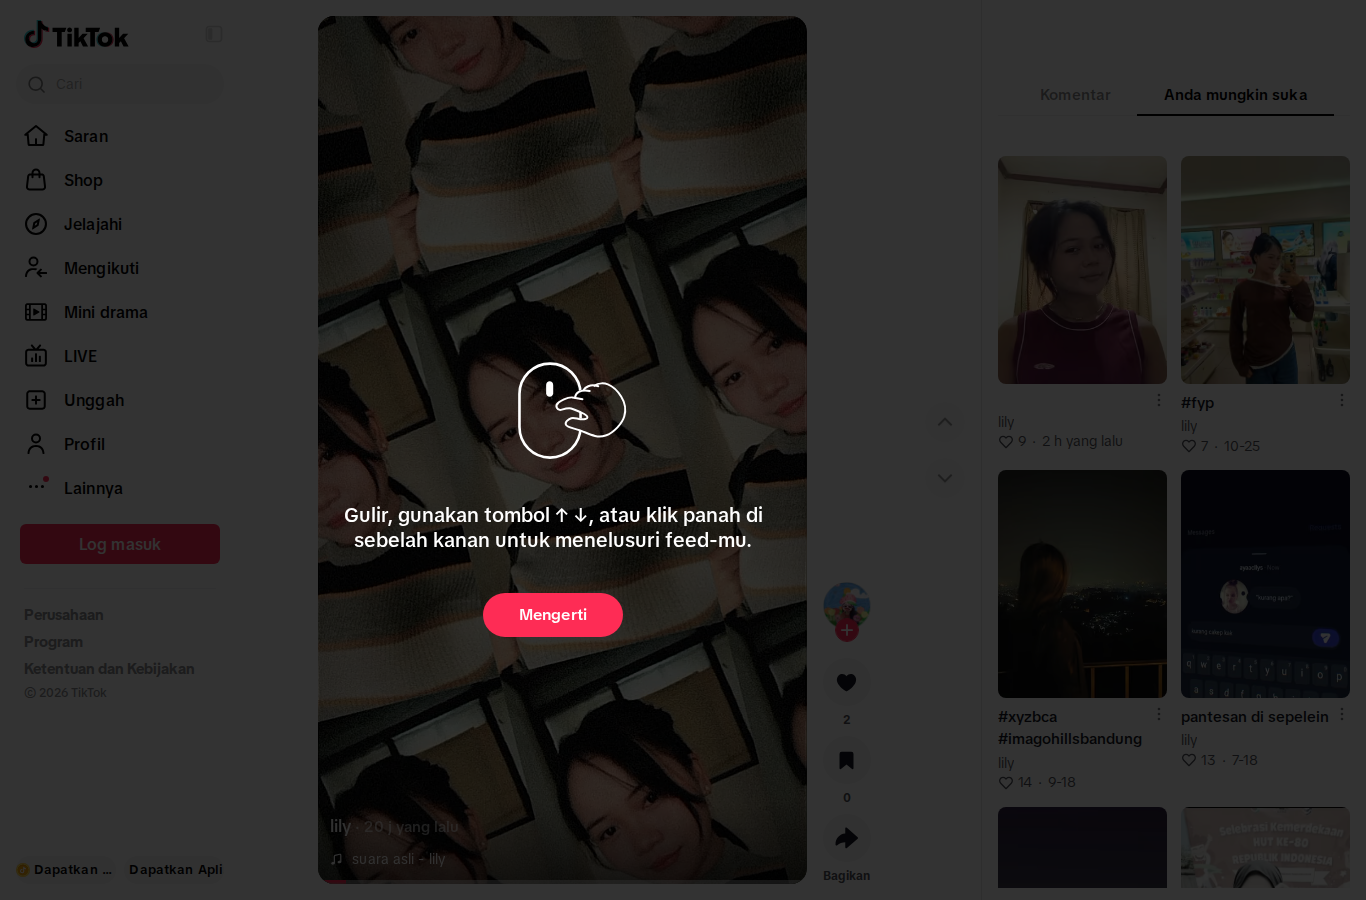 TikTok
Cari
Saran
Shop
Jelajahi
Mengikuti
Mini drama
LIVE
Unggah
Profil
Lainnya
Log masuk
Perusahaan
Program
Ketentuan dan Kebijakan
© 2026 TikTok
Dapatkan ...
Dapatkan Apli
Gulir, gunakan tombol ↑ ↓, atau klik panah di
sebelah kanan untuk menelusuri feed-mu.
Mengerti
lily · 20 j yang lalu
suara asli - lily
2
0
Bagikan
Komentar
Anda mungkin suka
lily
9 · 2 h yang lalu
#fyp
lily
7 · 10-25
#xyzbca
#imagohillsbandung
lily
14 · 9-18
q w e r t y u i o p
a s d f g h j k l
pantesan di sepelein
lily
13 · 7-18
Selebrasi Kemerdekaan
HUT KE-80
REPUBLIK INDONESIA